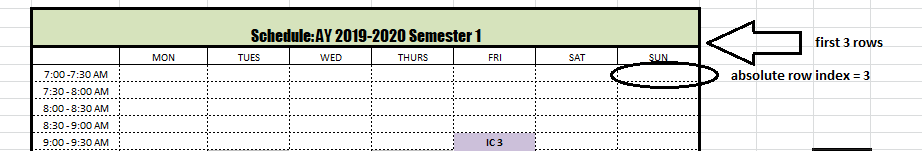 Schedule:AY 2019-2020 Semester 1
first 3 rows
MON TUES WED THURS FRI SAT SUN
7:00 -7:30 AM
absolute row index = 3
7:30 - 8:00 AM
8:00 - 8:30 AM
8:30 - 9:00 AM
9:00 - 9:30 AM IC 3